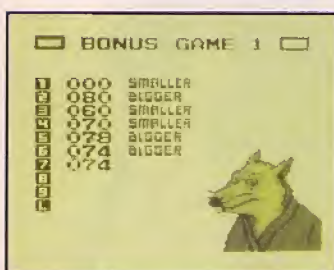 BONUS GAME 1
1 000 SMALLER
2 080 BIGGER
3 060 SMALLER
4 070 SMALLER
5 078 BIGGER
6 074 BIGGER
7 074
8
9